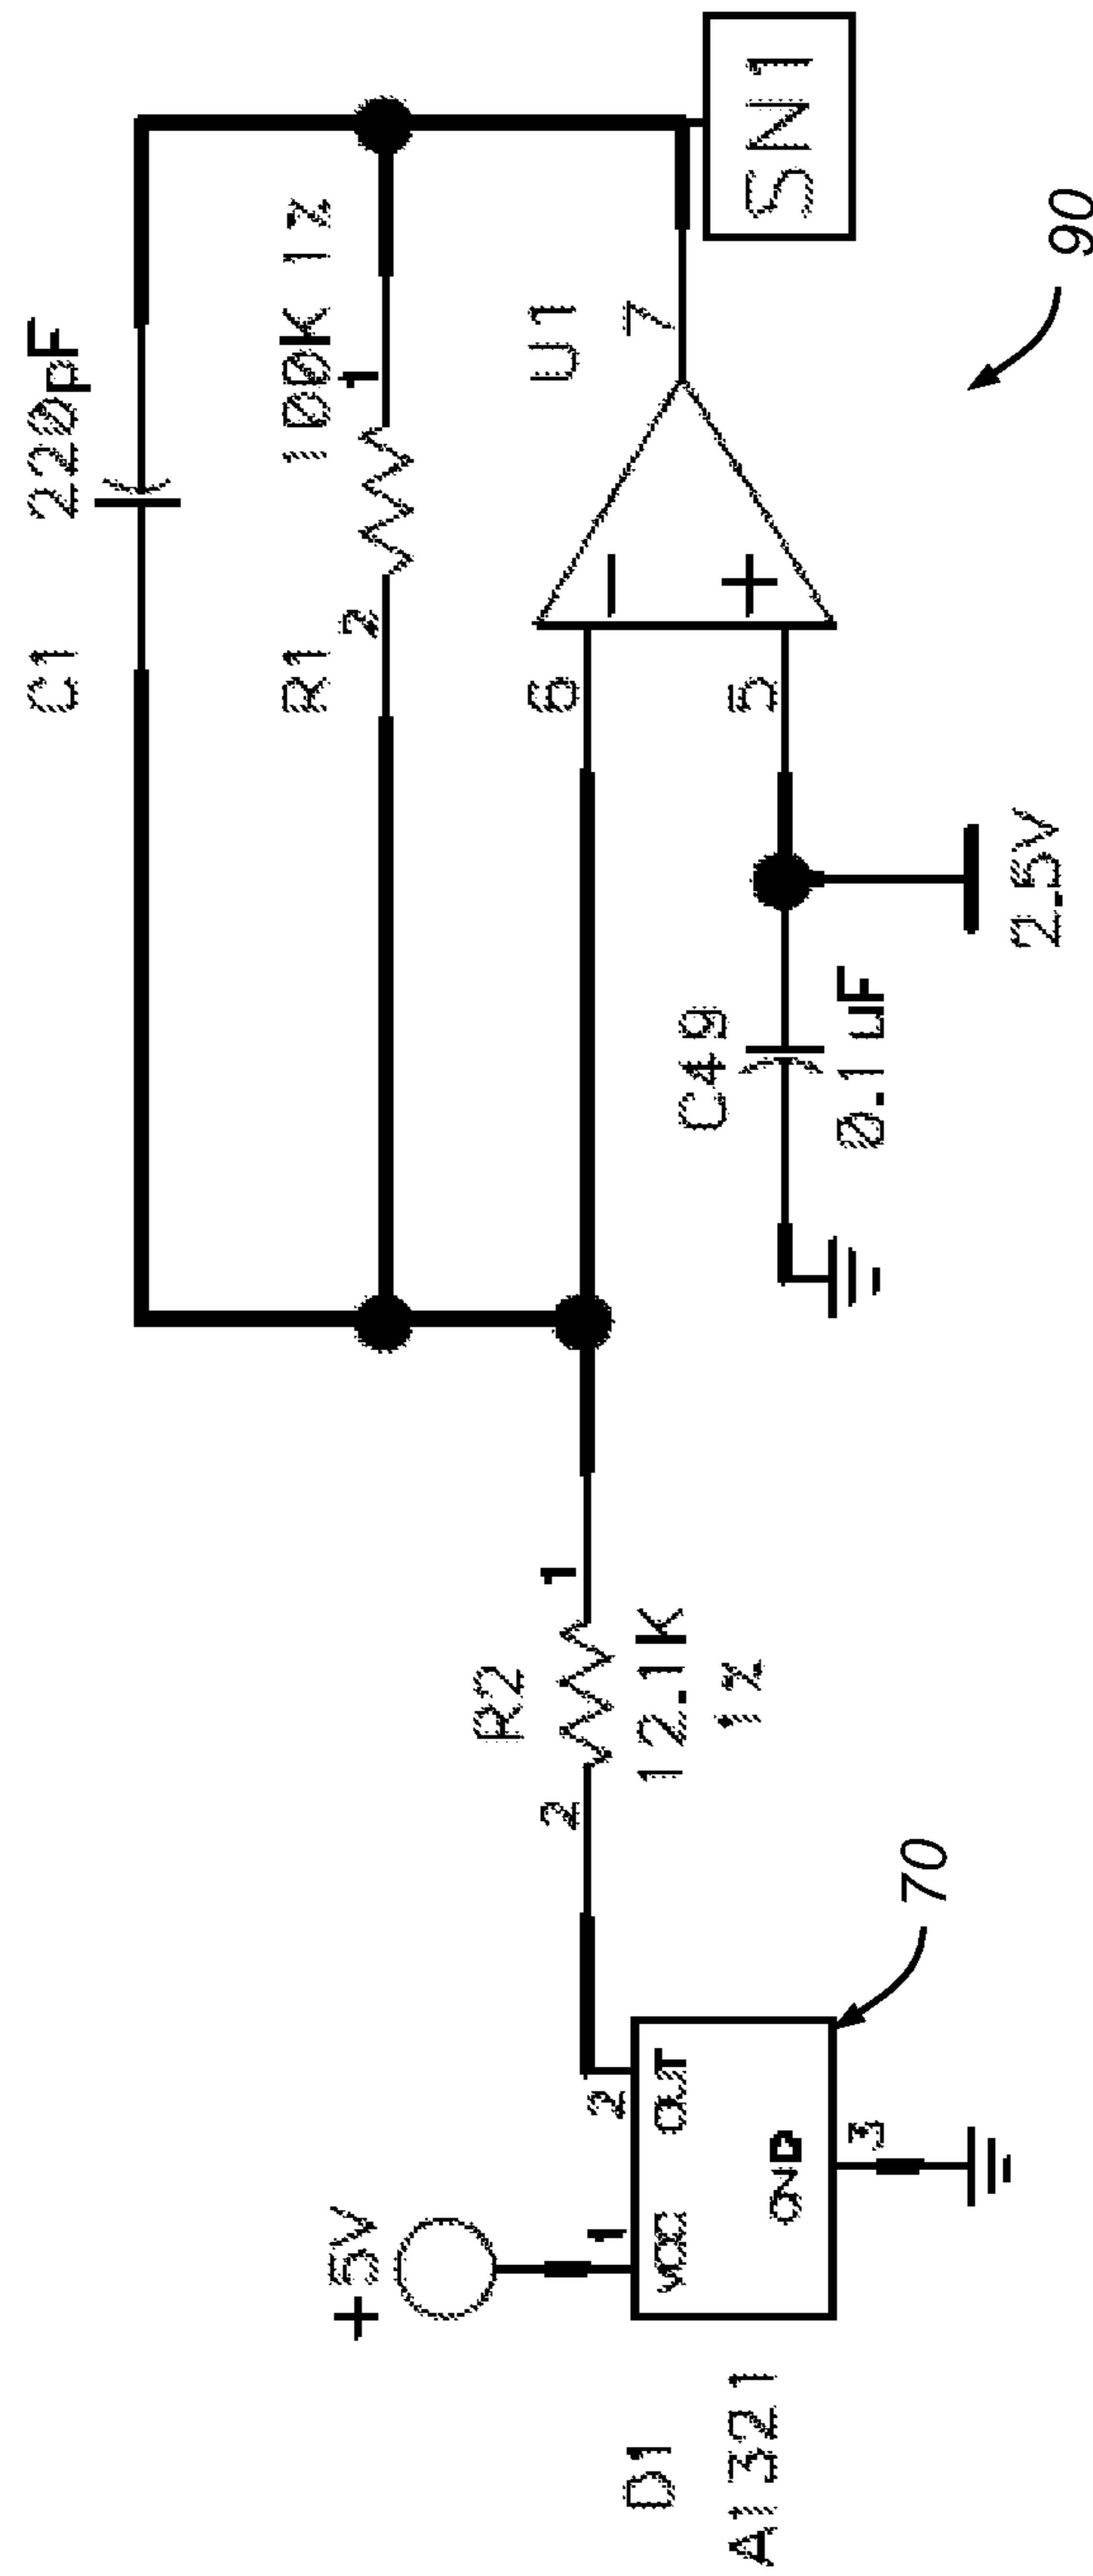 C1 220pF
R1 100K 1%
2 1
U1
6 7
5
SN1
R2
2 1
12.1K
1%
C49
0.1uF
2.5V
90
+5V
1 2
VCC OUT
GND
3
70
D1
A1321